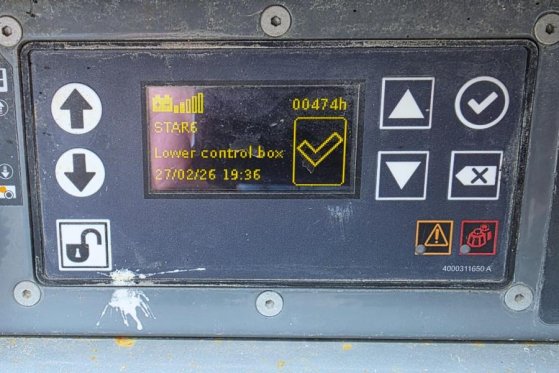 00474h
STAR6
Lower control box
27/02/26 19:36
4000311650 A